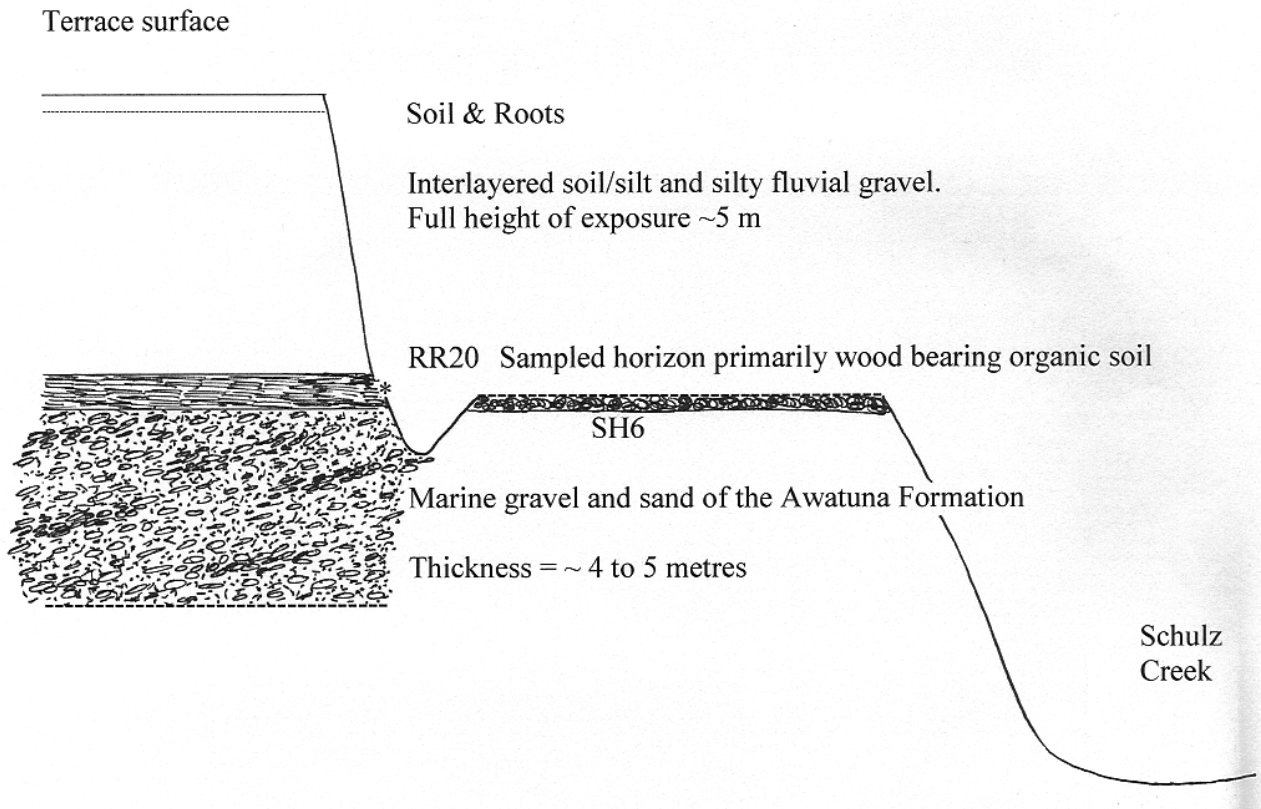 Terrace surface
Soil & Roots
Interlayered soil/silt and silty fluvial gravel.
Full height of exposure ~5 m
RR20 Sampled horizon primarily wood bearing organic soil
*
SH6
Marine gravel and sand of the Awatuna Formation
Thickness = ~ 4 to 5 metres
Schulz
Creek